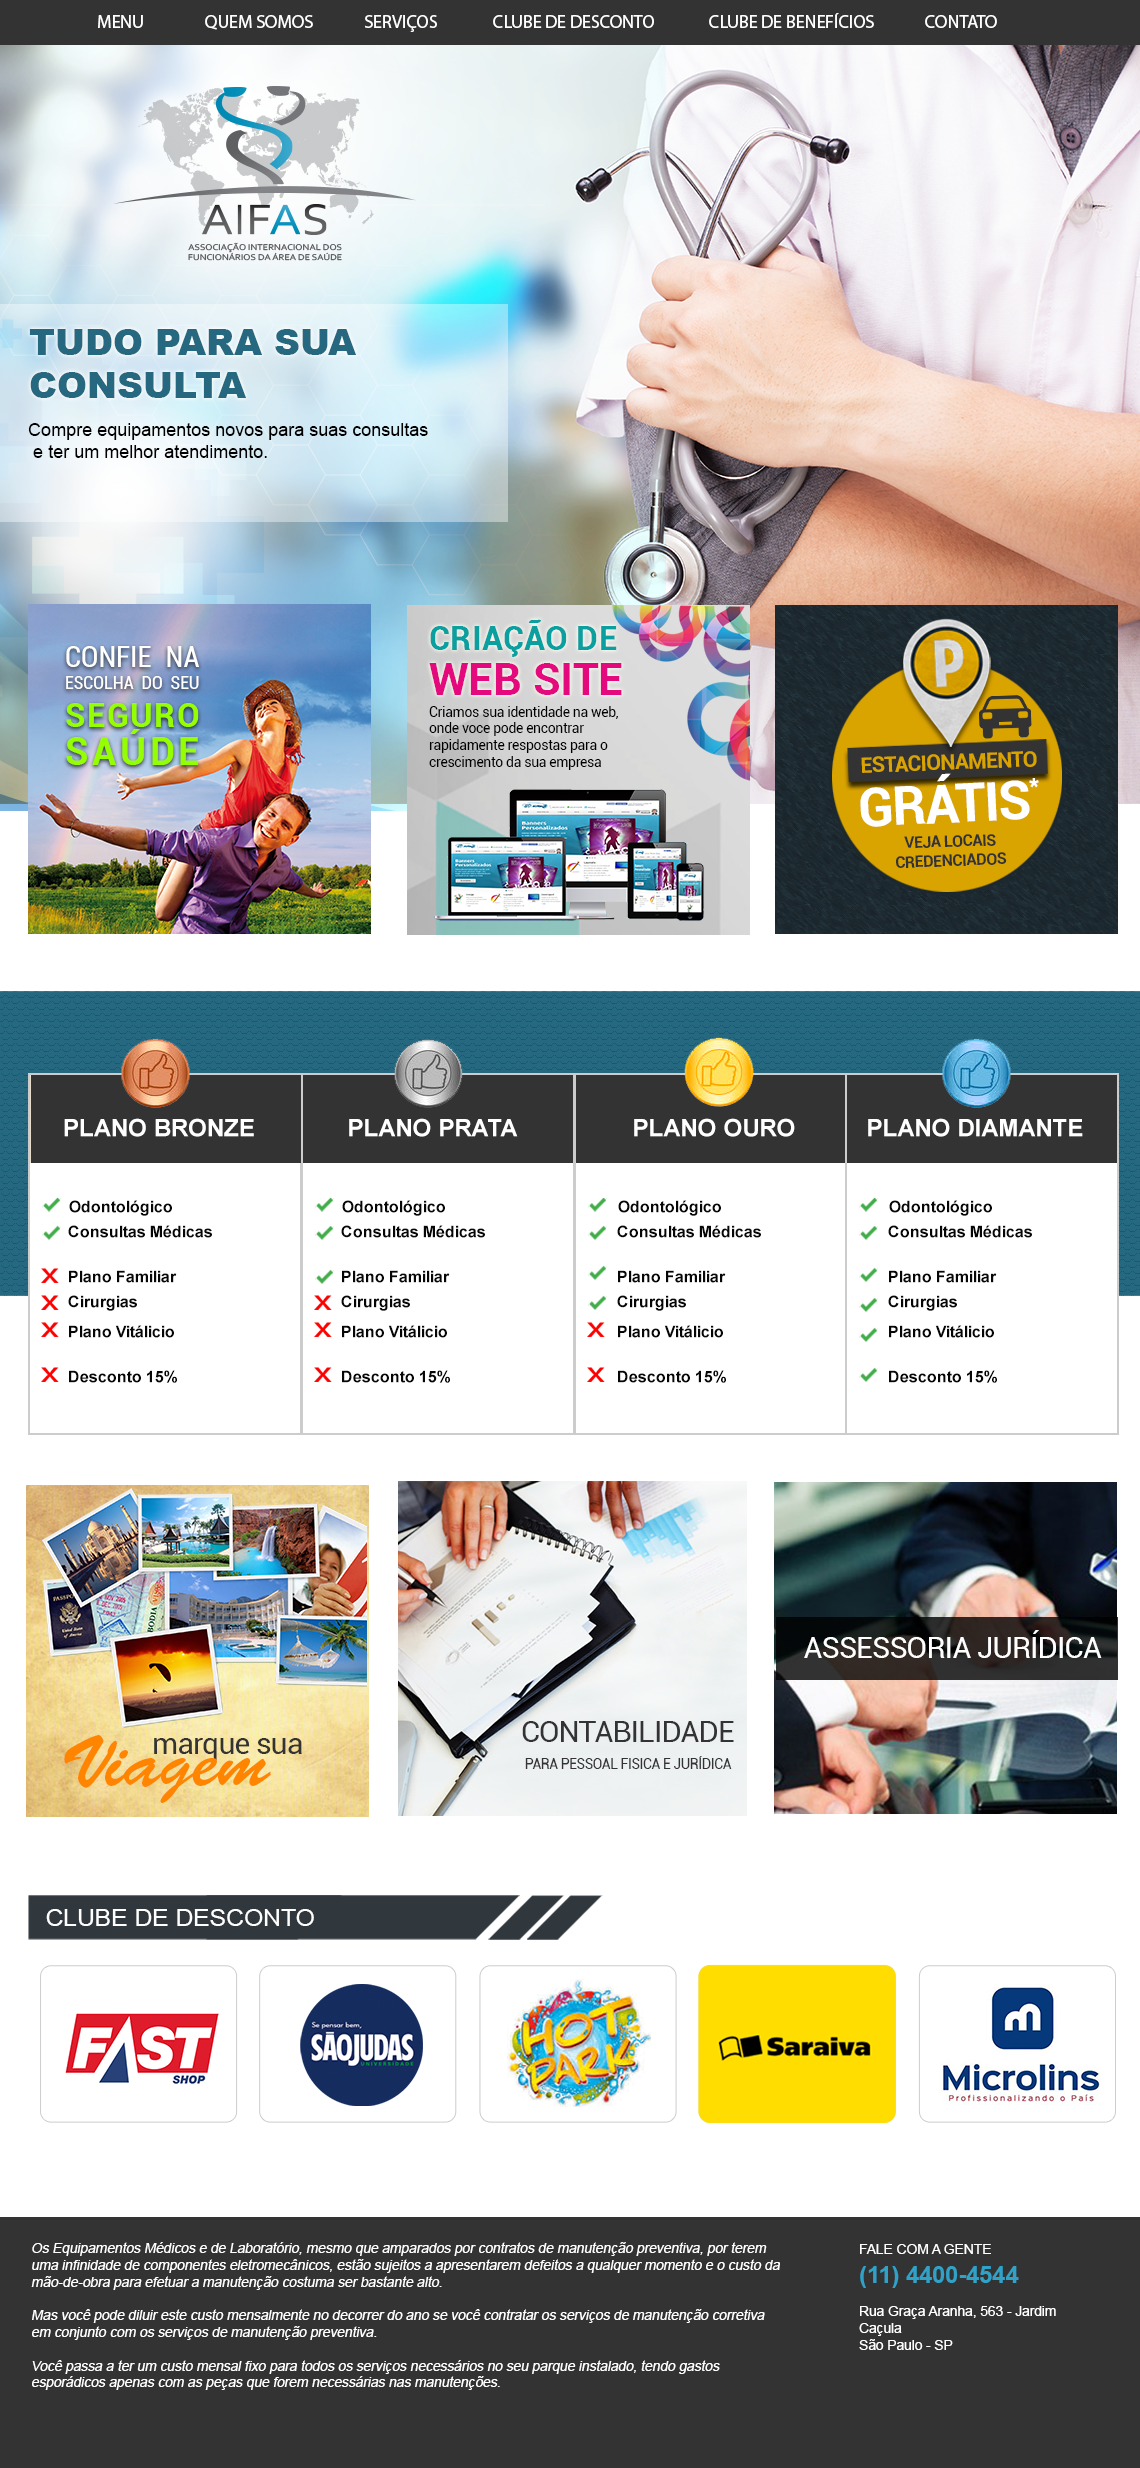 MENU QUEM SOMOS SERVIÇOS CLUBE DE DESCONTO CLUBE DE BENEFÍCIOS CONTATO
AIFAS
ASSOCIAÇÃO INTERNACIONAL DOS
FUNCIONÁRIOS DA ÁREA DE SAÚDE
TUDO PARA SUA
CONSULTA
Compre equipamentos novos para suas consultas
e ter um melhor atendimento.
CONFIE NA
ESCOLHA DO SEU
SEGURO
SAÚDE
CRIAÇÃO DE
WEB SITE
Criamos sua identidade na web,
onde voce pode encontrar
rapidamente respostas para o
crescimento da sua empresa
Banners
Personalizados
Banners
Personalizados
P
ESTACIONAMENTO
GRÁTIS*
VEJA LOCAIS
CREDENCIADOS
PLANO BRONZE
Odontológico
Consultas Médicas
Plano Familiar
Cirurgias
Plano Vitálicio
Desconto 15%
PLANO PRATA
Odontológico
Consultas Médicas
Plano Familiar
Cirurgias
Plano Vitálicio
Desconto 15%
PLANO OURO
Odontológico
Consultas Médicas
Plano Familiar
Cirurgias
Plano Vitálicio
Desconto 15%
PLANO DIAMANTE
Odontológico
Consultas Médicas
Plano Familiar
Cirurgias
Plano Vitálicio
Desconto 15%
marque sua
Viagem
CONTABILIDADE
PARA PESSOAL FISICA E JURÍDICA
ASSESSORIA JURÍDICA
CLUBE DE DESCONTO
FAST
SHOP
Se pensar bem,
SÃOJUDAS
UNIVERSIDADE
HOT
PARK
Saraiva
m
Microlins
Profissionalizando o País
Os Equipamentos Médicos e de Laboratório, mesmo que amparados por contratos de manutenção preventiva, por terem
uma infinidade de componentes eletromecânicos, estão sujeitos a apresentarem defeitos a qualquer momento e o custo da
mão-de-obra para efetuar a manutenção costuma ser bastante alto.
Mas você pode diluir este custo mensalmente no decorrer do ano se você contratar os serviços de manutenção corretiva
em conjunto com os serviços de manutenção preventiva.
Você passa a ter um custo mensal fixo para todos os serviços necessários no seu parque instalado, tendo gastos
esporádicos apenas com as peças que forem necessárias nas manutenções.
FALE COM A GENTE
(11) 4400-4544
Rua Graça Aranha, 563 - Jardim
Caçula
São Paulo - SP